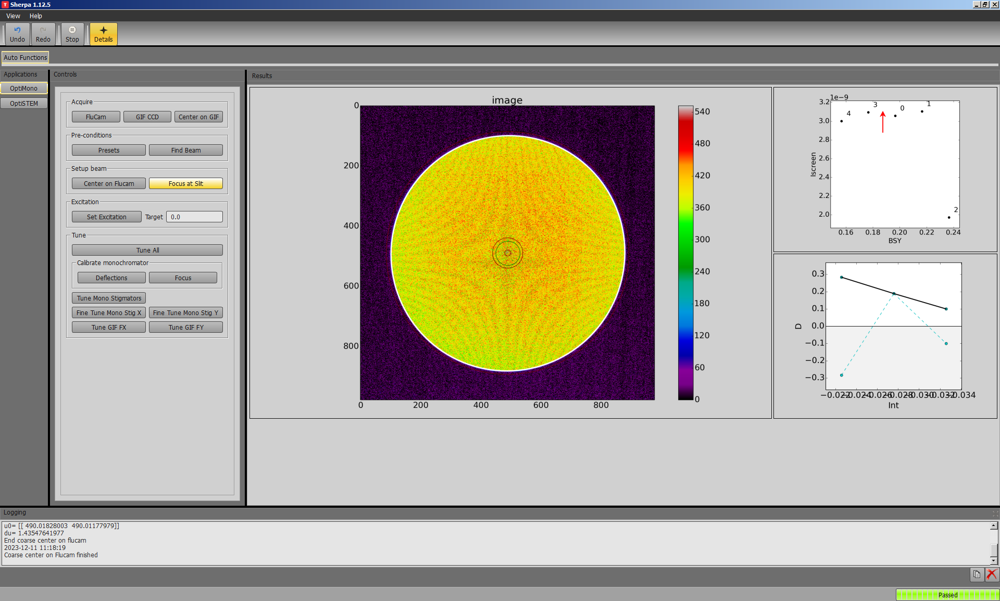 Sherpa 1.12.5
View Help
Undo Redo Stop Details
Auto Functions
Applications
OptiMono
OptiSTEM
Controls
Acquire
FluCam GIF CCD Center on GIF
Pre-conditions
Presets Find Beam
Setup beam
Center on Flucam Focus at Slit
Excitation
Set Excitation Target 0.0
Tune
Tune All
Calibrate monochromator
Deflections Focus
Tune Mono Stigmators
Fine Tune Mono Stig X Fine Tune Mono Stig Y
Tune GIF FX Tune GIF FY
Results
image
0
200
400
600
800
0 200 400 600 800
540
480
420
360
300
240
180
120
60
0
1e−9
3.2
3.0
2.8
2.6
2.4
2.2
2.0
Iscreen
4 3 0 1
2
0.16 0.18 0.20 0.22 0.24
BSY
0.3
0.2
0.1
0.0
−0.1
−0.2
−0.3
D
−0.022 −0.024 −0.026 −0.028 −0.030 −0.032 −0.034
Int
Logging
u0= [[ 490.01828003  490.01177979]]
du= 1.43547641977
End coarse center on flucam
2023-12-11 11:18:19
Coarse center on Flucam finished
Passed